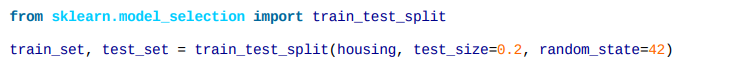 from sklearn.model_selection import train_test_split
train_set, test_set = train_test_split(housing, test_size=0.2, random_state=42)